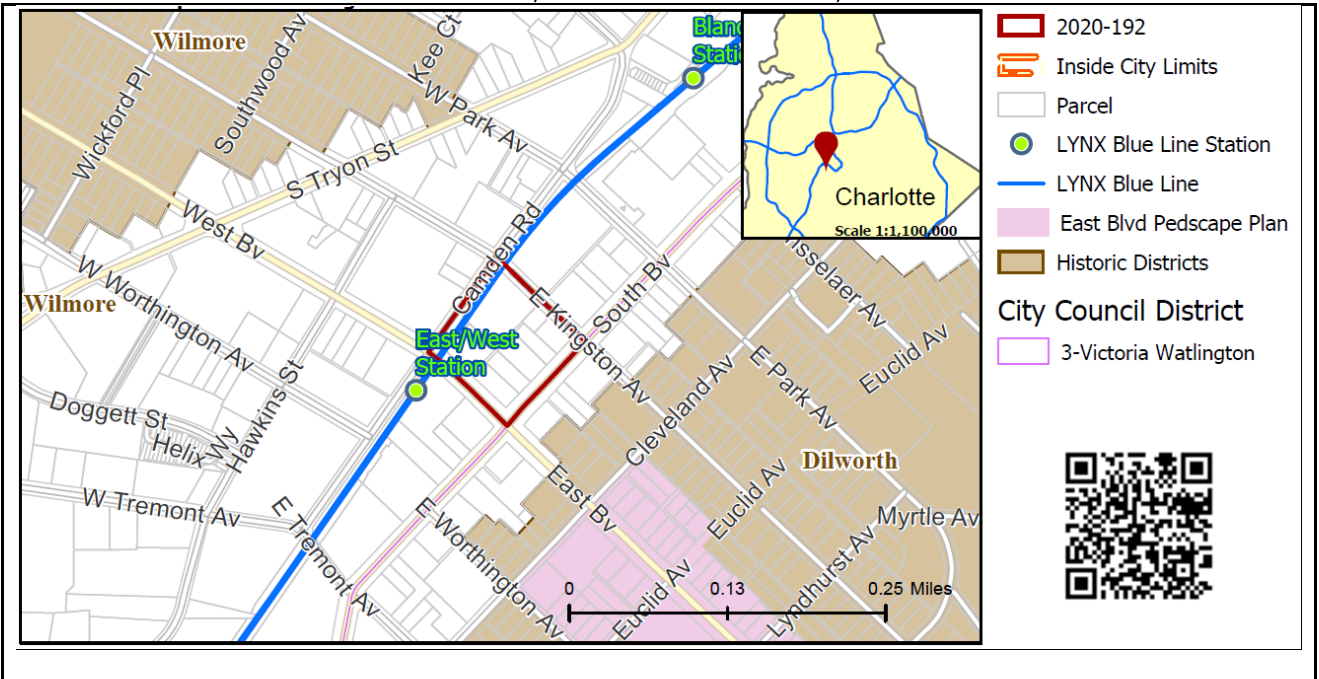 Wilmore
Wickford Pl
Southwood Av
Kee Ct
W Park Av
S Tryon St
West Bv
W Worthington Av
Wilmore
Camden Rd
E Kingston Av
South Bv
East/West
Station
Doggett St
Helix
Wy
Hawkins St
W Tremont Av
E Tremont Av
E Worthington Av
East Bv
Cleveland Av
Euclid Av
Euclid Av
Dilworth
E Park Av
Euclid Av
Lyndhurst Av
Myrtle Av
0
0.13
0.25 Miles
Charlotte
Scale 1:1,100,000
2020-192
Inside City Limits
Parcel
LYNX Blue Line Station
LYNX Blue Line
East Blvd Pedscape Plan
Historic Districts
City Council District
3-Victoria Watlington